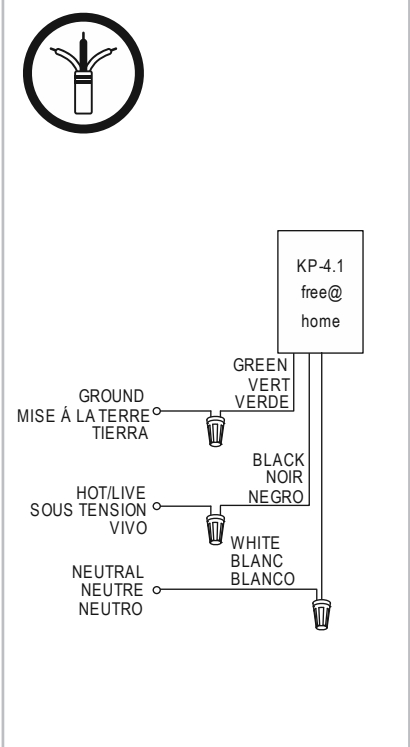 KP-4.1
free@
home
GREEN
VERT
VERDE
GROUND
MISE Á LA TERRE
TIERRA
BLACK
NOIR
NEGRO
HOT/LIVE
SOUS TENSION
VIVO
WHITE
BLANC
BLANCO
NEUTRAL
NEUTRE
NEUTRO